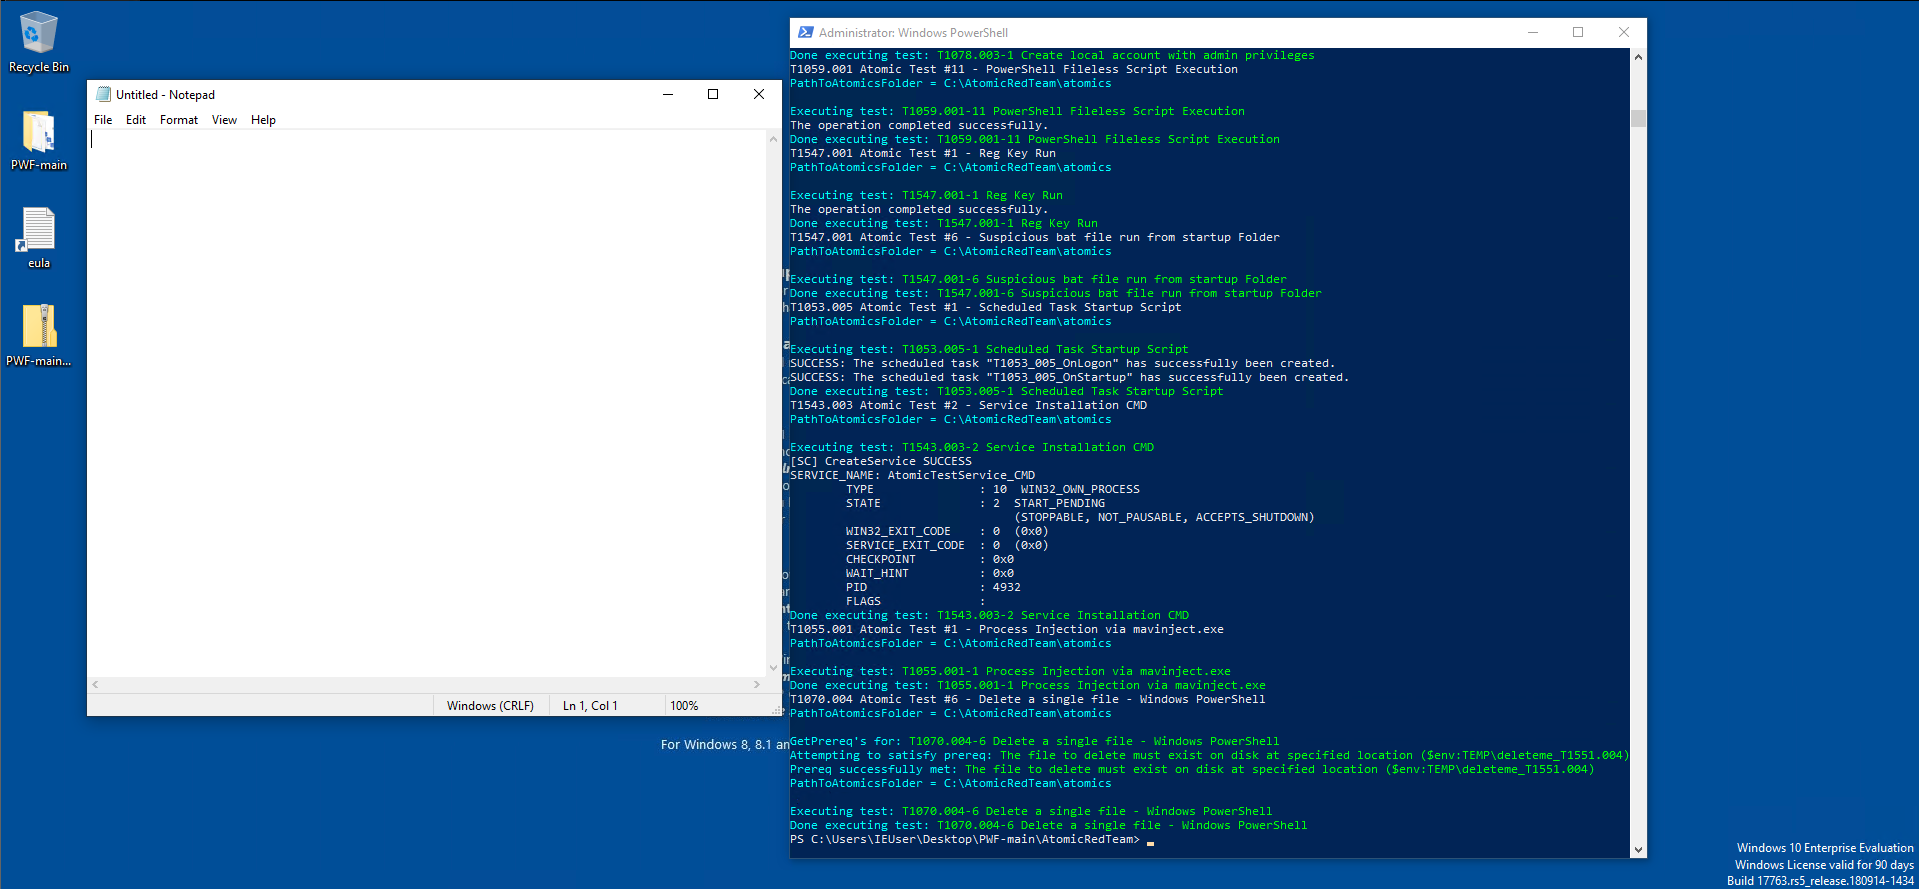 Recycle Bin
PWF-main
eula
PWF-main...
Untitled - Notepad
File Edit Format View Help
Windows (CRLF) Ln 1, Col 1 100%
For Windows 8, 8.1 an
Administrator: Windows PowerShell
Done executing test: T1078.003-1 Create local account with admin privileges
T1059.001 Atomic Test #11 - PowerShell Fileless Script Execution
PathToAtomicsFolder = C:\AtomicRedTeam\atomics
Executing test: T1059.001-11 PowerShell Fileless Script Execution
The operation completed successfully.
Done executing test: T1059.001-11 PowerShell Fileless Script Execution
T1547.001 Atomic Test #1 - Reg Key Run
PathToAtomicsFolder = C:\AtomicRedTeam\atomics
Executing test: T1547.001-1 Reg Key Run
The operation completed successfully.
Done executing test: T1547.001-1 Reg Key Run
T1547.001 Atomic Test #6 - Suspicious bat file run from startup Folder
PathToAtomicsFolder = C:\AtomicRedTeam\atomics
Executing test: T1547.001-6 Suspicious bat file run from startup Folder
Done executing test: T1547.001-6 Suspicious bat file run from startup Folder
T1053.005 Atomic Test #1 - Scheduled Task Startup Script
PathToAtomicsFolder = C:\AtomicRedTeam\atomics
Executing test: T1053.005-1 Scheduled Task Startup Script
SUCCESS: The scheduled task "T1053_005_OnLogon" has successfully been created.
SUCCESS: The scheduled task "T1053_005_OnStartup" has successfully been created.
Done executing test: T1053.005-1 Scheduled Task Startup Script
T1543.003 Atomic Test #2 - Service Installation CMD
PathToAtomicsFolder = C:\AtomicRedTeam\atomics
Executing test: T1543.003-2 Service Installation CMD
[SC] CreateService SUCCESS
SERVICE_NAME: AtomicTestService_CMD
TYPE : 10 WIN32_OWN_PROCESS
STATE : 2 START_PENDING
(STOPPABLE, NOT_PAUSABLE, ACCEPTS_SHUTDOWN)
WIN32_EXIT_CODE : 0 (0x0)
SERVICE_EXIT_CODE : 0 (0x0)
CHECKPOINT : 0x0
WAIT_HINT : 0x0
PID : 4932
FLAGS :
Done executing test: T1543.003-2 Service Installation CMD
T1055.001 Atomic Test #1 - Process Injection via mavinject.exe
PathToAtomicsFolder = C:\AtomicRedTeam\atomics
Executing test: T1055.001-1 Process Injection via mavinject.exe
Done executing test: T1055.001-1 Process Injection via mavinject.exe
T1070.004 Atomic Test #6 - Delete a single file - Windows PowerShell
PathToAtomicsFolder = C:\AtomicRedTeam\atomics
GetPrereq's for: T1070.004-6 Delete a single file - Windows PowerShell
Attempting to satisfy prereq: The file to delete must exist on disk at specified location ($env:TEMP\deleteme_T1551.004)
Prereq successfully met: The file to delete must exist on disk at specified location ($env:TEMP\deleteme_T1551.004)
PathToAtomicsFolder = C:\AtomicRedTeam\atomics
Executing test: T1070.004-6 Delete a single file - Windows PowerShell
Done executing test: T1070.004-6 Delete a single file - Windows PowerShell
PS C:\Users\IEUser\Desktop\PWF-main\AtomicRedTeam>
Windows 10 Enterprise Evaluation
Windows License valid for 90 days
Build 17763.rs5_release.180914-1434